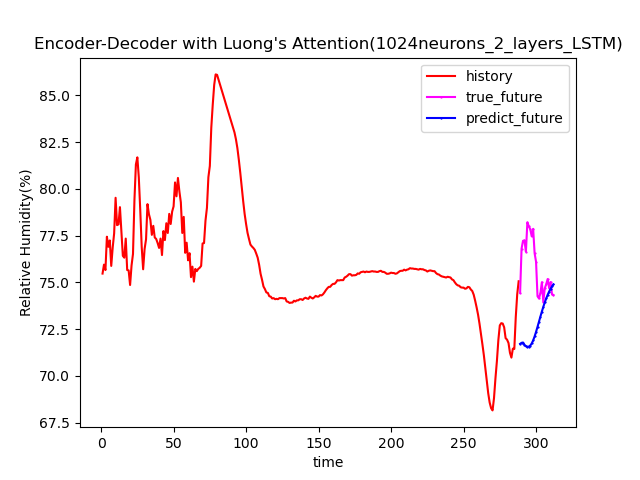 Encoder-Decoder with Luong's Attention(1024neurons_2_layers_LSTM)
history
true_future
predict_future
85.0
82.5
80.0
77.5
75.0
72.5
70.0
67.5
Relative Humidity(%)
0 50 100 150 200 250 300
time